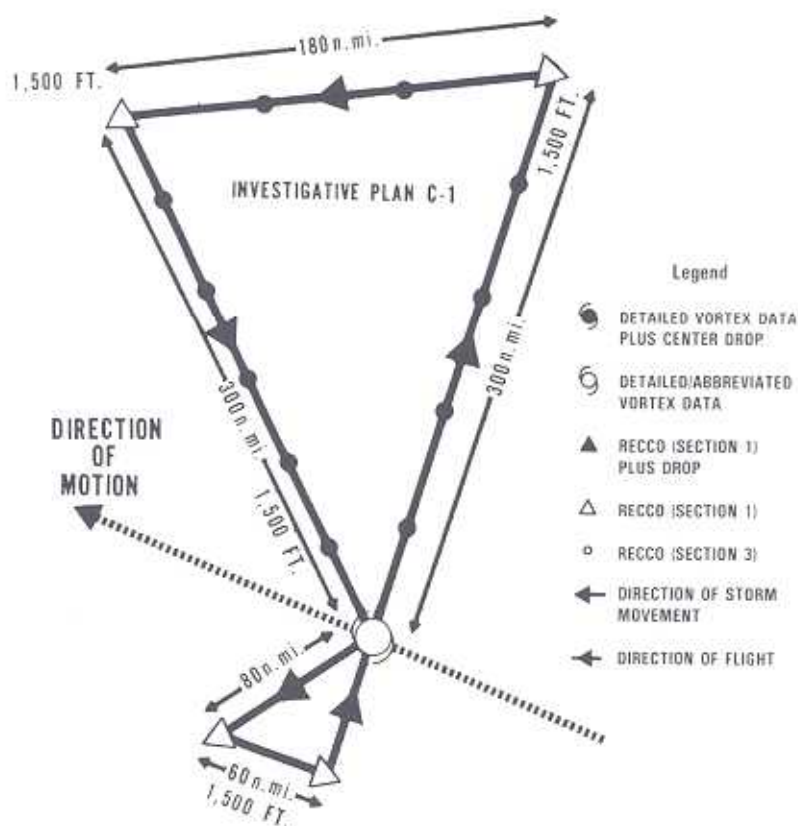 180 n.mi.
1,500 FT.
1,500 FT.
INVESTIGATIVE PLAN C-1
Legend
DETAILED VORTEX DATA
PLUS CENTER DROP
DETAILED/ABBREVIATED
VORTEX DATA
RECCO (SECTION 1)
PLUS DROP
RECCO (SECTION 1)
RECCO (SECTION 3)
DIRECTION OF STORM
MOVEMENT
DIRECTION OF FLIGHT
300 n.mi.
300 n.mi.
1,500 FT.
DIRECTION
OF
MOTION
80 n.mi.
60 n.mi.
1,500 FT.